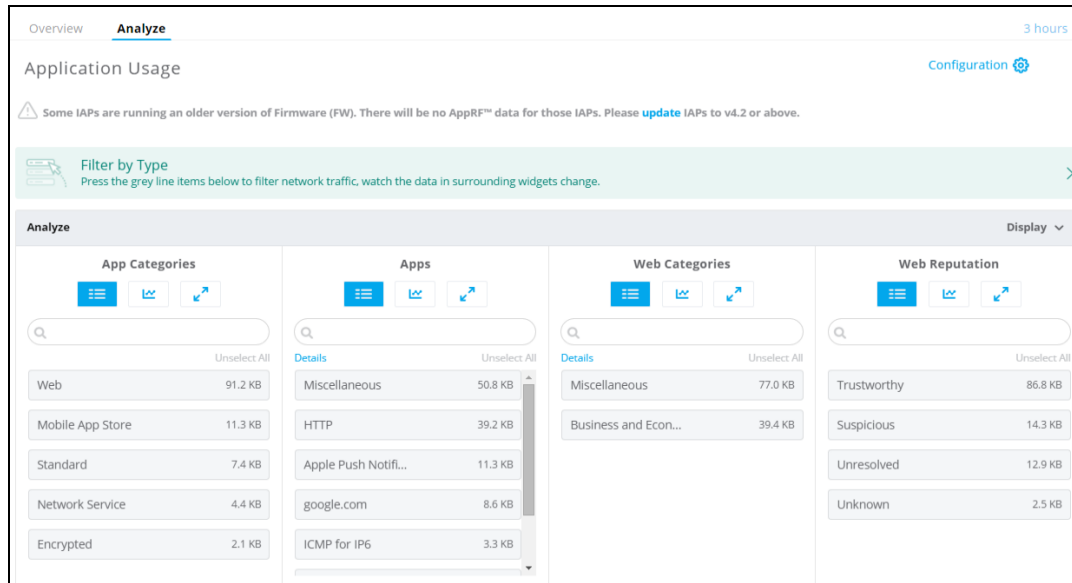 Overview Analyze 3 hours
Application Usage Configuration
Some IAPs are running an older version of Firmware (FW). There will be no AppRF™ data for those IAPs. Please update IAPs to v4.2 or above.
Filter by Type
Press the grey line items below to filter network traffic, watch the data in surrounding widgets change.
Analyze Display
App Categories Apps Web Categories Web Reputation
Unselect All Details Unselect All Details Unselect All Unselect All
Web 91.2 KB Miscellaneous 50.8 KB Miscellaneous 77.0 KB Trustworthy 86.8 KB
Mobile App Store 11.3 KB HTTP 39.2 KB Business and Econ... 39.4 KB Suspicious 14.3 KB
Standard 7.4 KB Apple Push Notifi... 11.3 KB Unresolved 12.9 KB
Network Service 4.4 KB google.com 8.6 KB Unknown 2.5 KB
Encrypted 2.1 KB ICMP for IP6 3.3 KB